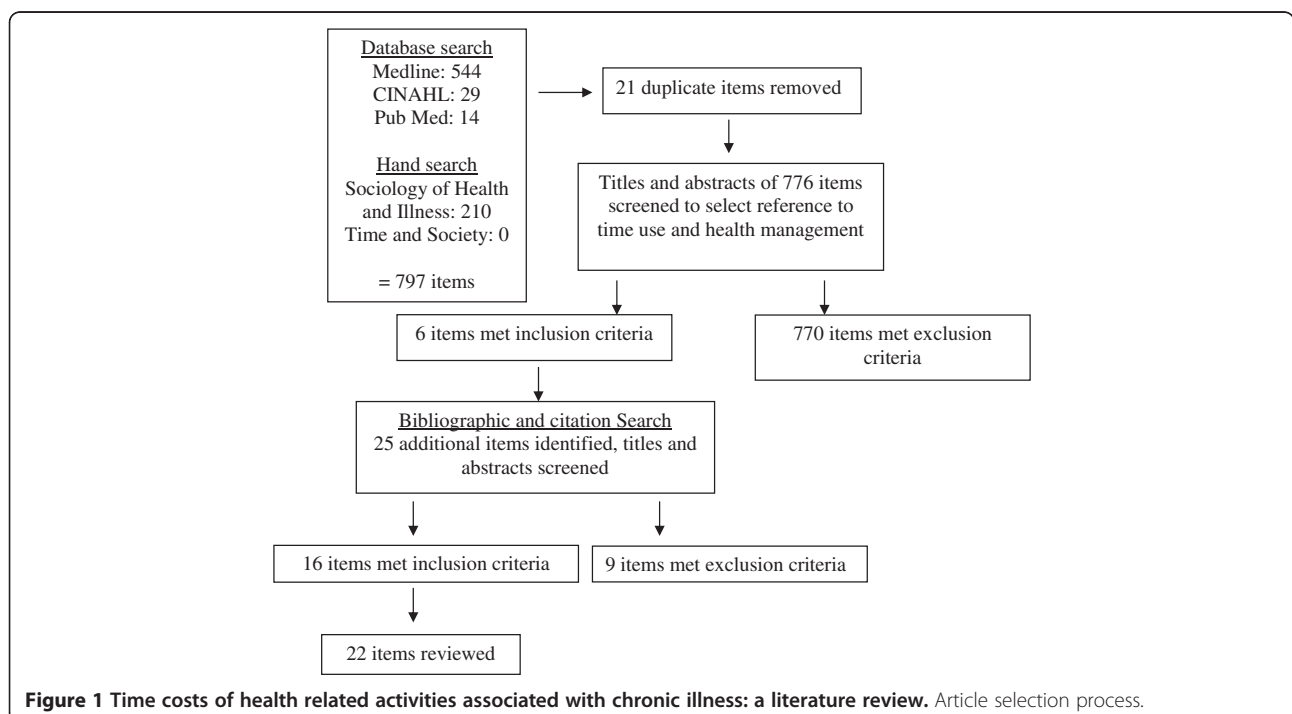 Database search
Medline: 544
CINAHL: 29
Pub Med: 14
Hand search
Sociology of Health
and Illness: 210
Time and Society: 0
= 797 items
21 duplicate items removed
Titles and abstracts of 776 items
screened to select reference to
time use and health management
6 items met inclusion criteria
770 items met exclusion
criteria
Bibliographic and citation Search
25 additional items identified, titles and
abstracts screened
16 items met inclusion criteria
9 items met exclusion criteria
22 items reviewed
Figure 1 Time costs of health related activities associated with chronic illness: a literature review. Article selection process.